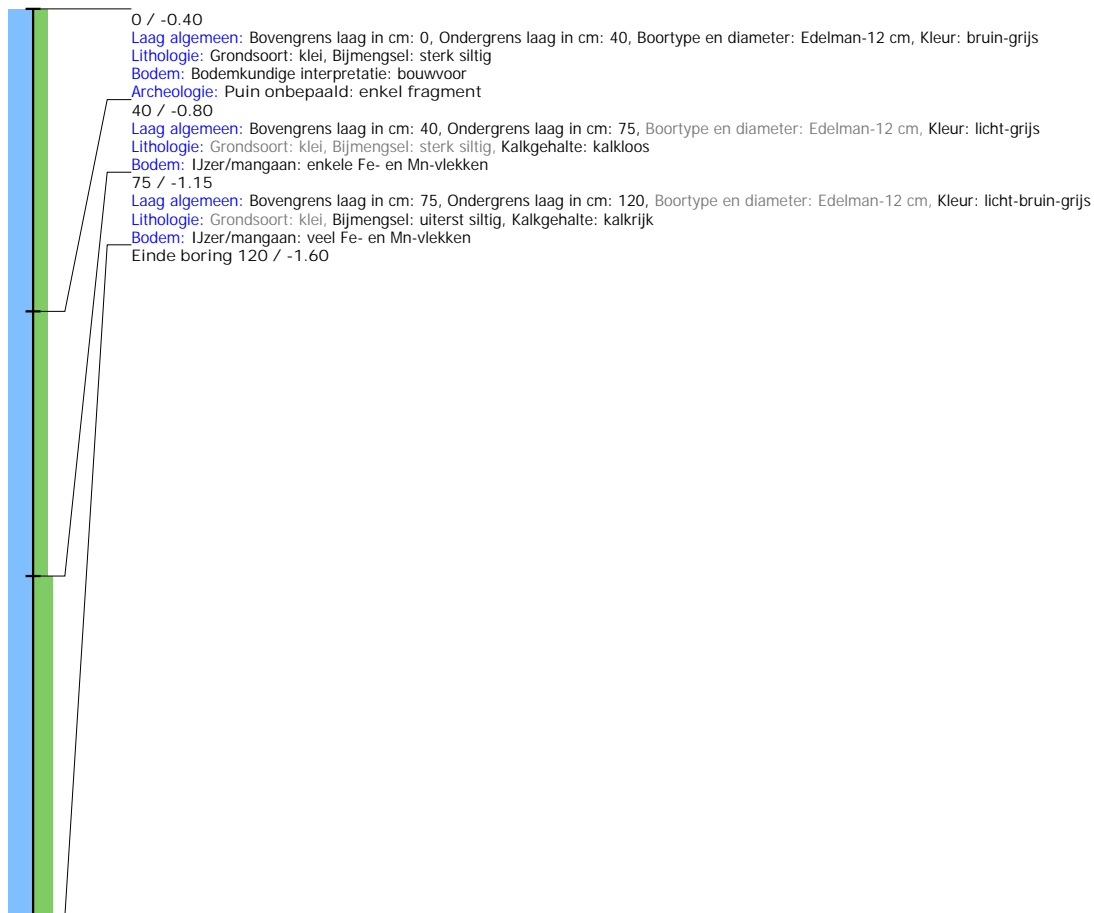 0 / -0.40
Laag algemeen: Bovengrens laag in cm: 0, Ondergrens laag in cm: 40, Boortype en diameter: Edelman-12 cm, Kleur: bruin-grijs
Lithologie: Grondsoort: klei, Bijmengsel: sterk siltig
Bodem: Bodemkundige interpretatie: bouwvoor
Archeologie: Puin onbepaald: enkel fragment
40 / -0.80
Laag algemeen: Bovengrens laag in cm: 40, Ondergrens laag in cm: 75, Boortype en diameter: Edelman-12 cm, Kleur: licht-grijs
Lithologie: Grondsoort: klei, Bijmengsel: sterk siltig, Kalkgehalte: kalkloos
Bodem: IJzer/mangaan: enkele Fe- en Mn-vlekken
75 / -1.15
Laag algemeen: Bovengrens laag in cm: 75, Ondergrens laag in cm: 120, Boortype en diameter: Edelman-12 cm, Kleur: licht-bruin-grijs
Lithologie: Grondsoort: klei, Bijmengsel: uiterst siltig, Kalkgehalte: kalkrijk
Bodem: IJzer/mangaan: veel Fe- en Mn-vlekken
Einde boring 120 / -1.60